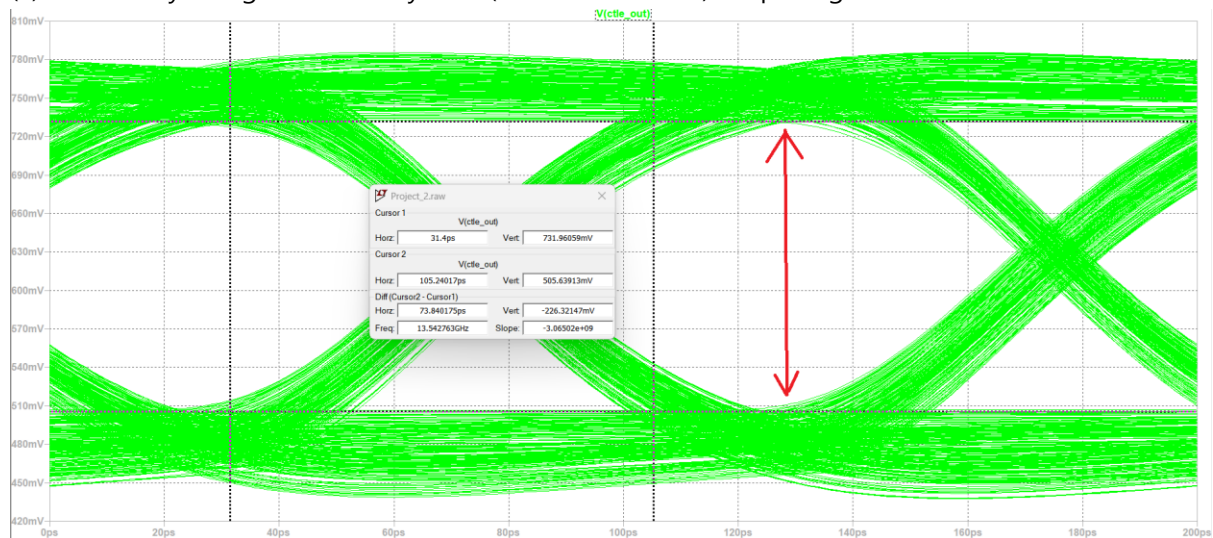 V(ctle_out)
810mV
780mV
750mV
720mV
690mV
660mV
630mV
600mV
570mV
540mV
510mV
480mV
450mV
420mV
Project_2.raw
Cursor 1
V(ctle_out)
Horz: 31.4ps Vert: 731.96059mV
Cursor 2
V(ctle_out)
Horz: 105.24017ps Vert: 505.63913mV
Diff (Cursor2 - Cursor1)
Horz: 73.840175ps Vert: -226.32147mV
Freq: 13.542763GHz Slope: -3.06502e+09
0ps 20ps 40ps 60ps 80ps 100ps 120ps 140ps 160ps 180ps 200ps